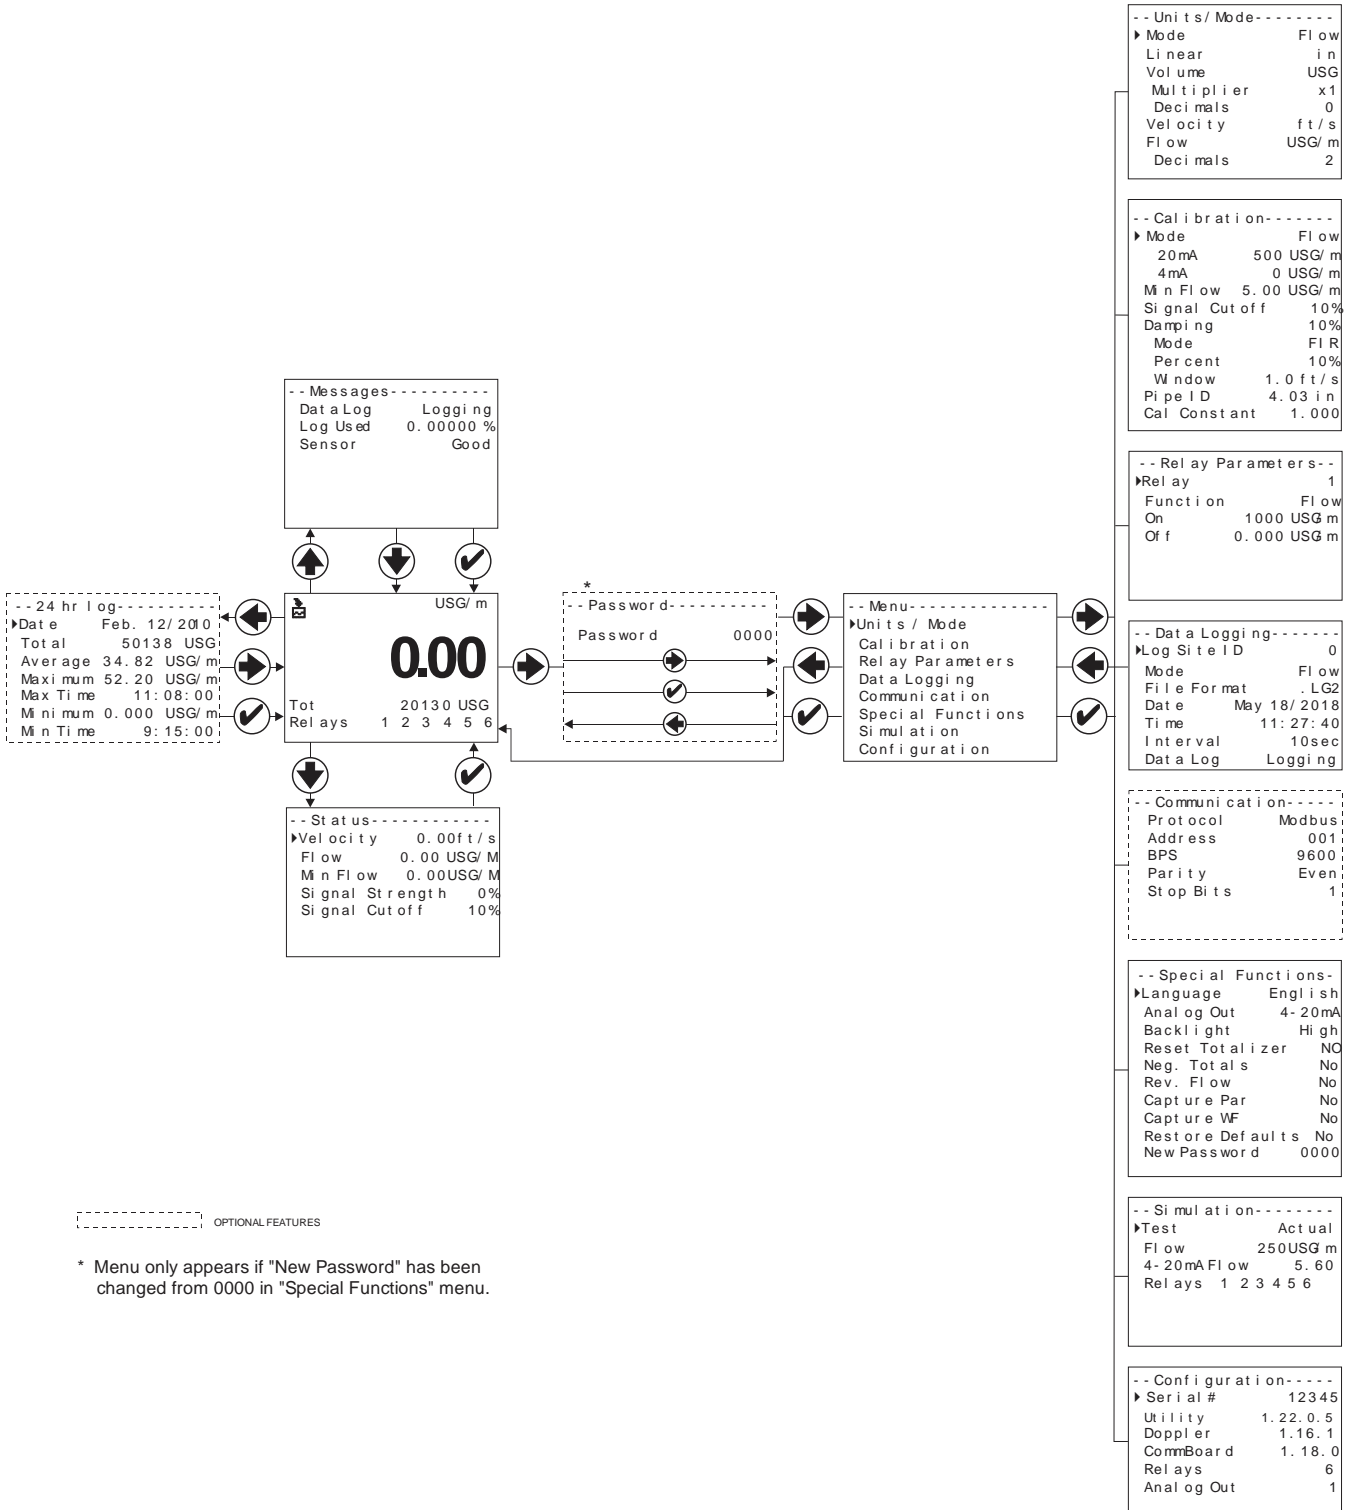 --Units/Mode--------
Mode Flow
Linear in
Volume USG
Multiplier x1
Decimals 0
Velocity ft/s
Flow USG/m
Decimals 2
--Calibration-------
Mode Flow
20mA 500 USG/m
4mA 0 USG/m
Min Flow 5.00 USG/m
Signal Cutoff 10%
Damping 10%
Mode FIR
Percent 10%
Window 1.0 ft/s
Pipe ID 4.03 in
Cal Constant 1.000
--Relay Parameters--
Relay 1
Function Flow
On 1000 USG/m
Off 0.000 USG/m
--Data Logging-------
Log Site ID 0
Mode Flow
File Format .LG2
Date May 18/2018
Time 11:27:40
Interval 10sec
Data Log Logging
--Communication-----
Protocol Modbus
Address 001
BPS 9600
Parity Even
Stop Bits 1
--Special Functions-
Language English
Analog Out 4-20mA
Backlight High
Reset Totalizer NO
Neg. Totals No
Rev. Flow No
Capture Par No
Capture WF No
Restore Defaults No
New Password 0000
--Simulation--------
Test Actual
Flow 250USG/m
4-20mA Flow 5.60
Relays 1 2 3 4 5 6
--Configuration-----
Serial # 12345
Utility 1.22.0.5
Doppler 1.16.1
CommBoard 1.18.0
Relays 6
Analog Out 1
--Messages----------
Data Log Logging
Log Used 0.00000 %
Sensor Good
--24 hr log----------
Date Feb. 12/2010
Total 50138 USG
Average 34.82 USG/m
Maximum 52.20 USG/m
Max Time 11:08:00
Minimum 0.000 USG/m
Min Time 9:15:00
USG/m
0.00
Tot 20130 USG
Relays 1 2 3 4 5 6
*
--Password----------
Password 0000
--Menu--------------
Units / Mode
Calibration
Relay Parameters
Data Logging
Communication
Special Functions
Simulation
Configuration
--Status------------
Velocity 0.00ft/s
Flow 0.00 USG/M
Min Flow 0.00USG/M
Signal Strength 0%
Signal Cutoff 10%
OPTIONAL FEATURES
* Menu only appears if "New Password" has been
changed from 0000 in "Special Functions" menu.